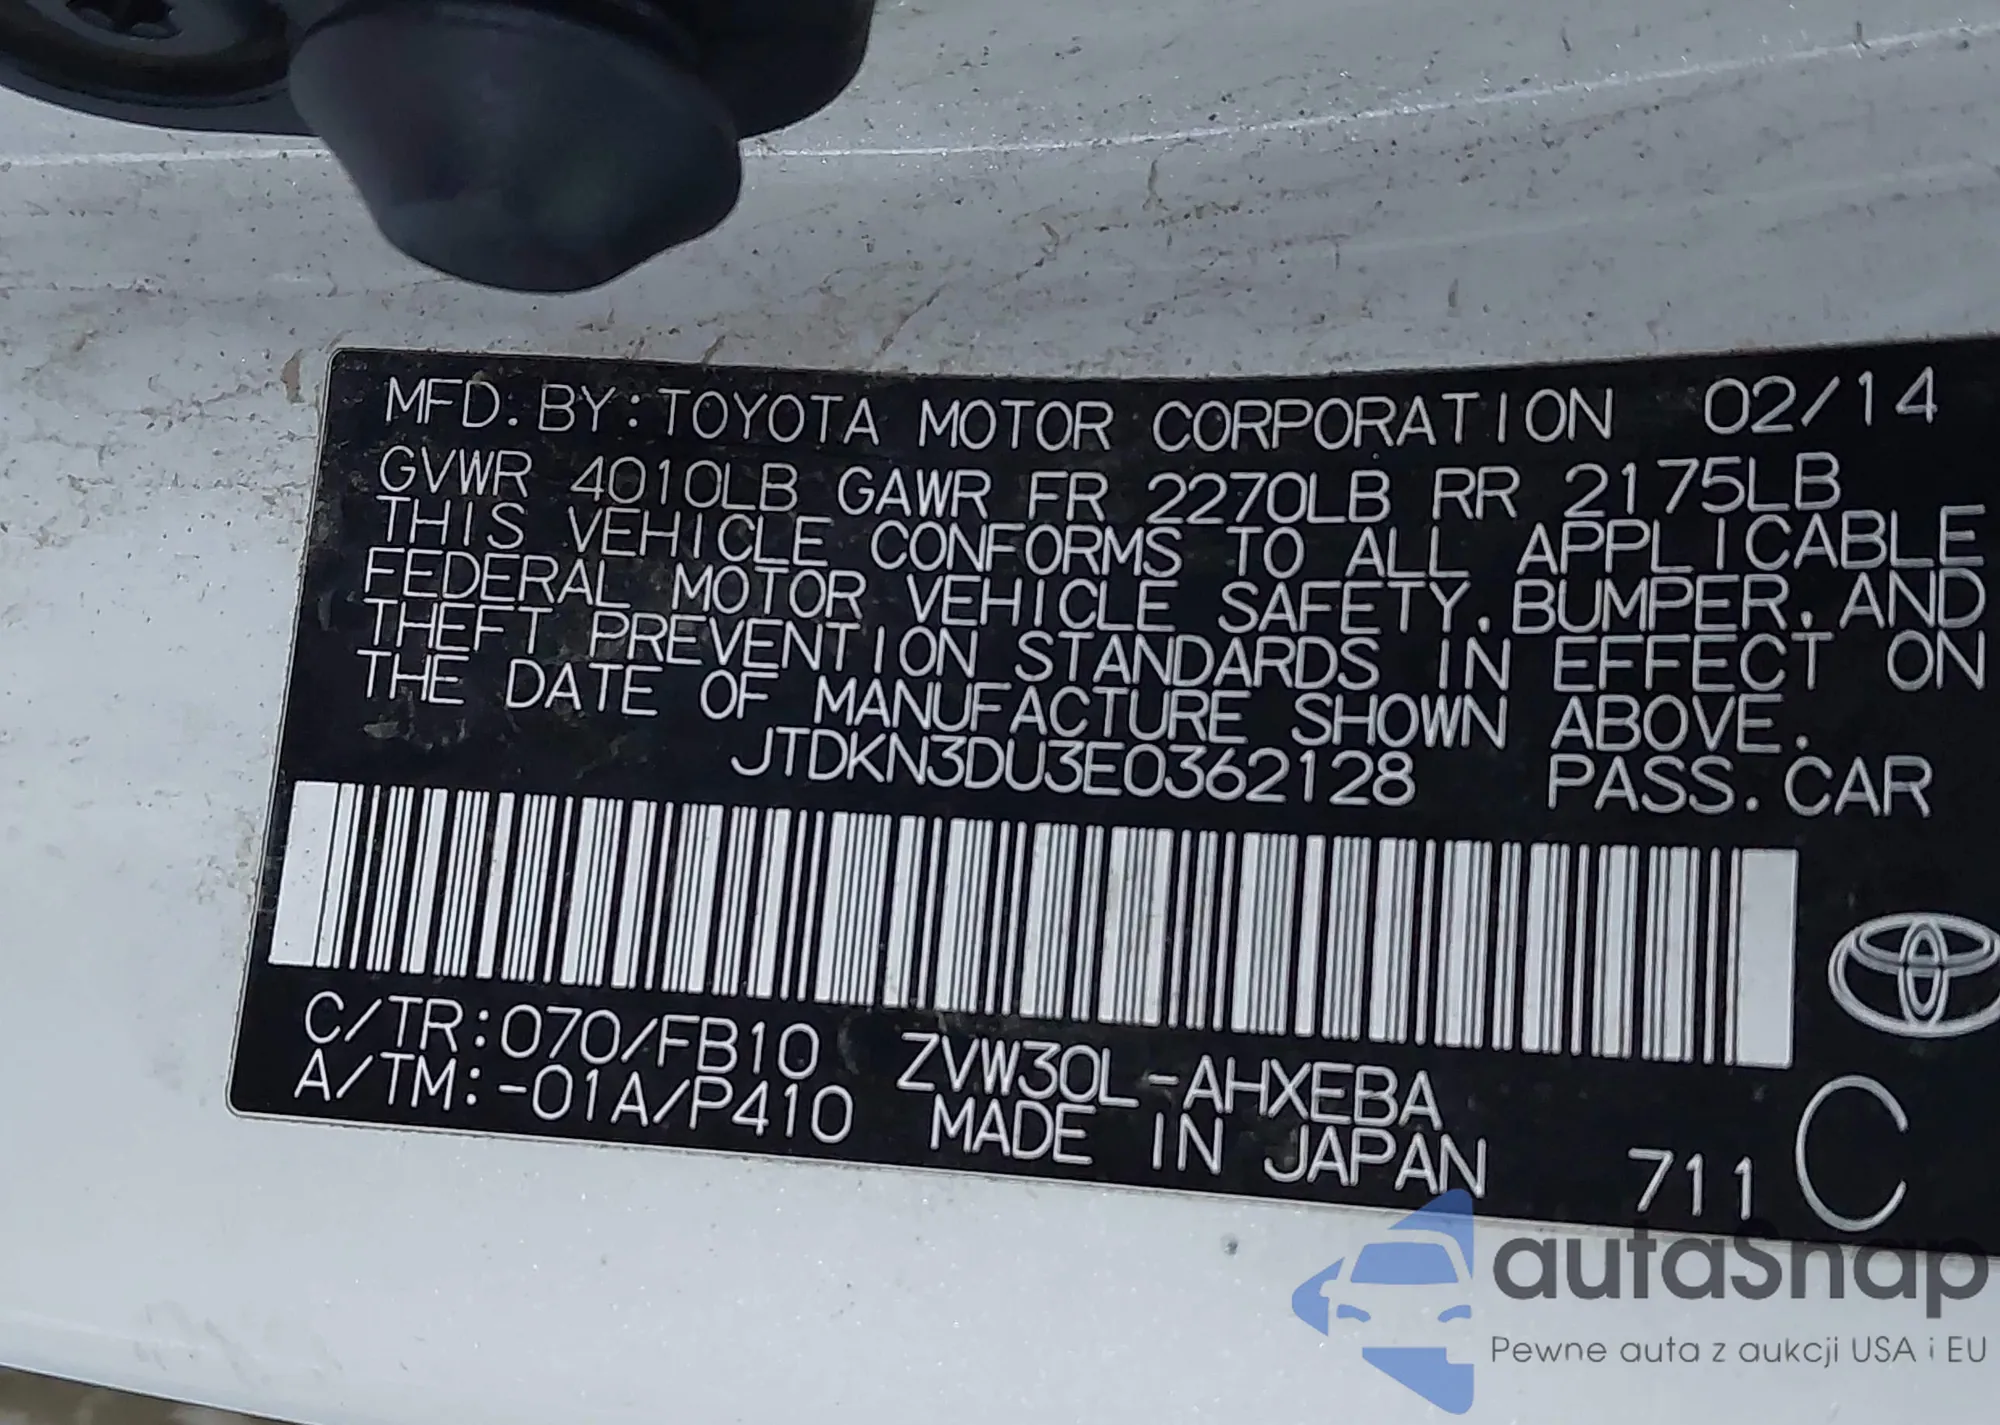 MFD. BY: TOYOTA MOTOR CORPORATION 02/14
GVWR 4010LB GAWR FR 2270LB RR 2175LB
THIS VEHICLE CONFORMS TO ALL APPLICABLE
FEDERAL MOTOR VEHICLE SAFETY, BUMPER, AND
THEFT PREVENTION STANDARDS IN EFFECT ON
THE DATE OF MANUFACTURE SHOWN ABOVE.
JTDKN3DU3E0362128 PASS. CAR
C/TR:070/FB10 ZVW30L-AHXEBA
A/TM:-01A/P410 MADE IN JAPAN 711 C
autaSnap
Pewne auta z aukcji USA i EU